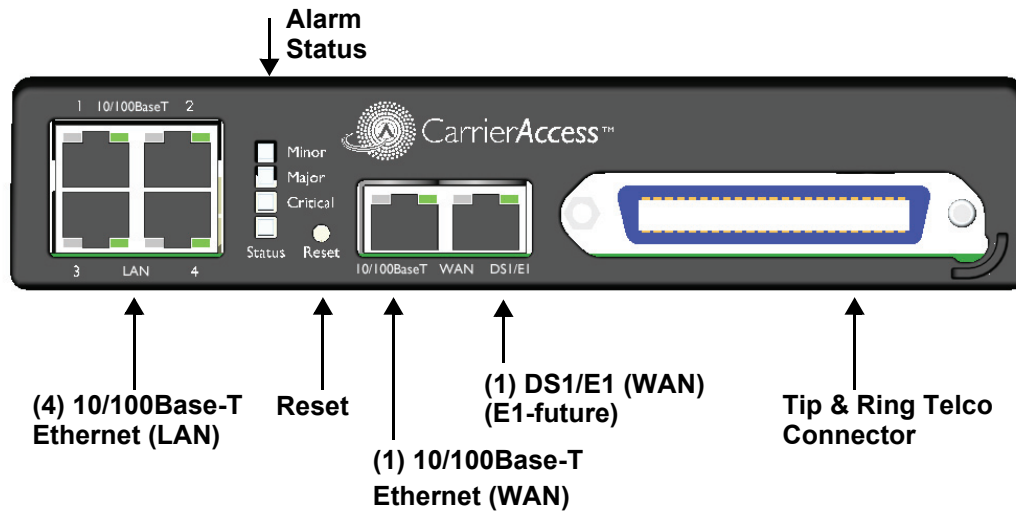 Alarm
Status
1 10/100BaseT 2
CarrierAccess™
Minor
Major
Critical
Status Reset
10/100BaseT WAN DS1/E1
3 LAN 4
(4) 10/100Base-T
Ethernet (LAN)
Reset
(1) DS1/E1 (WAN)
(E1-future)
Tip & Ring Telco
Connector
(1) 10/100Base-T
Ethernet (WAN)